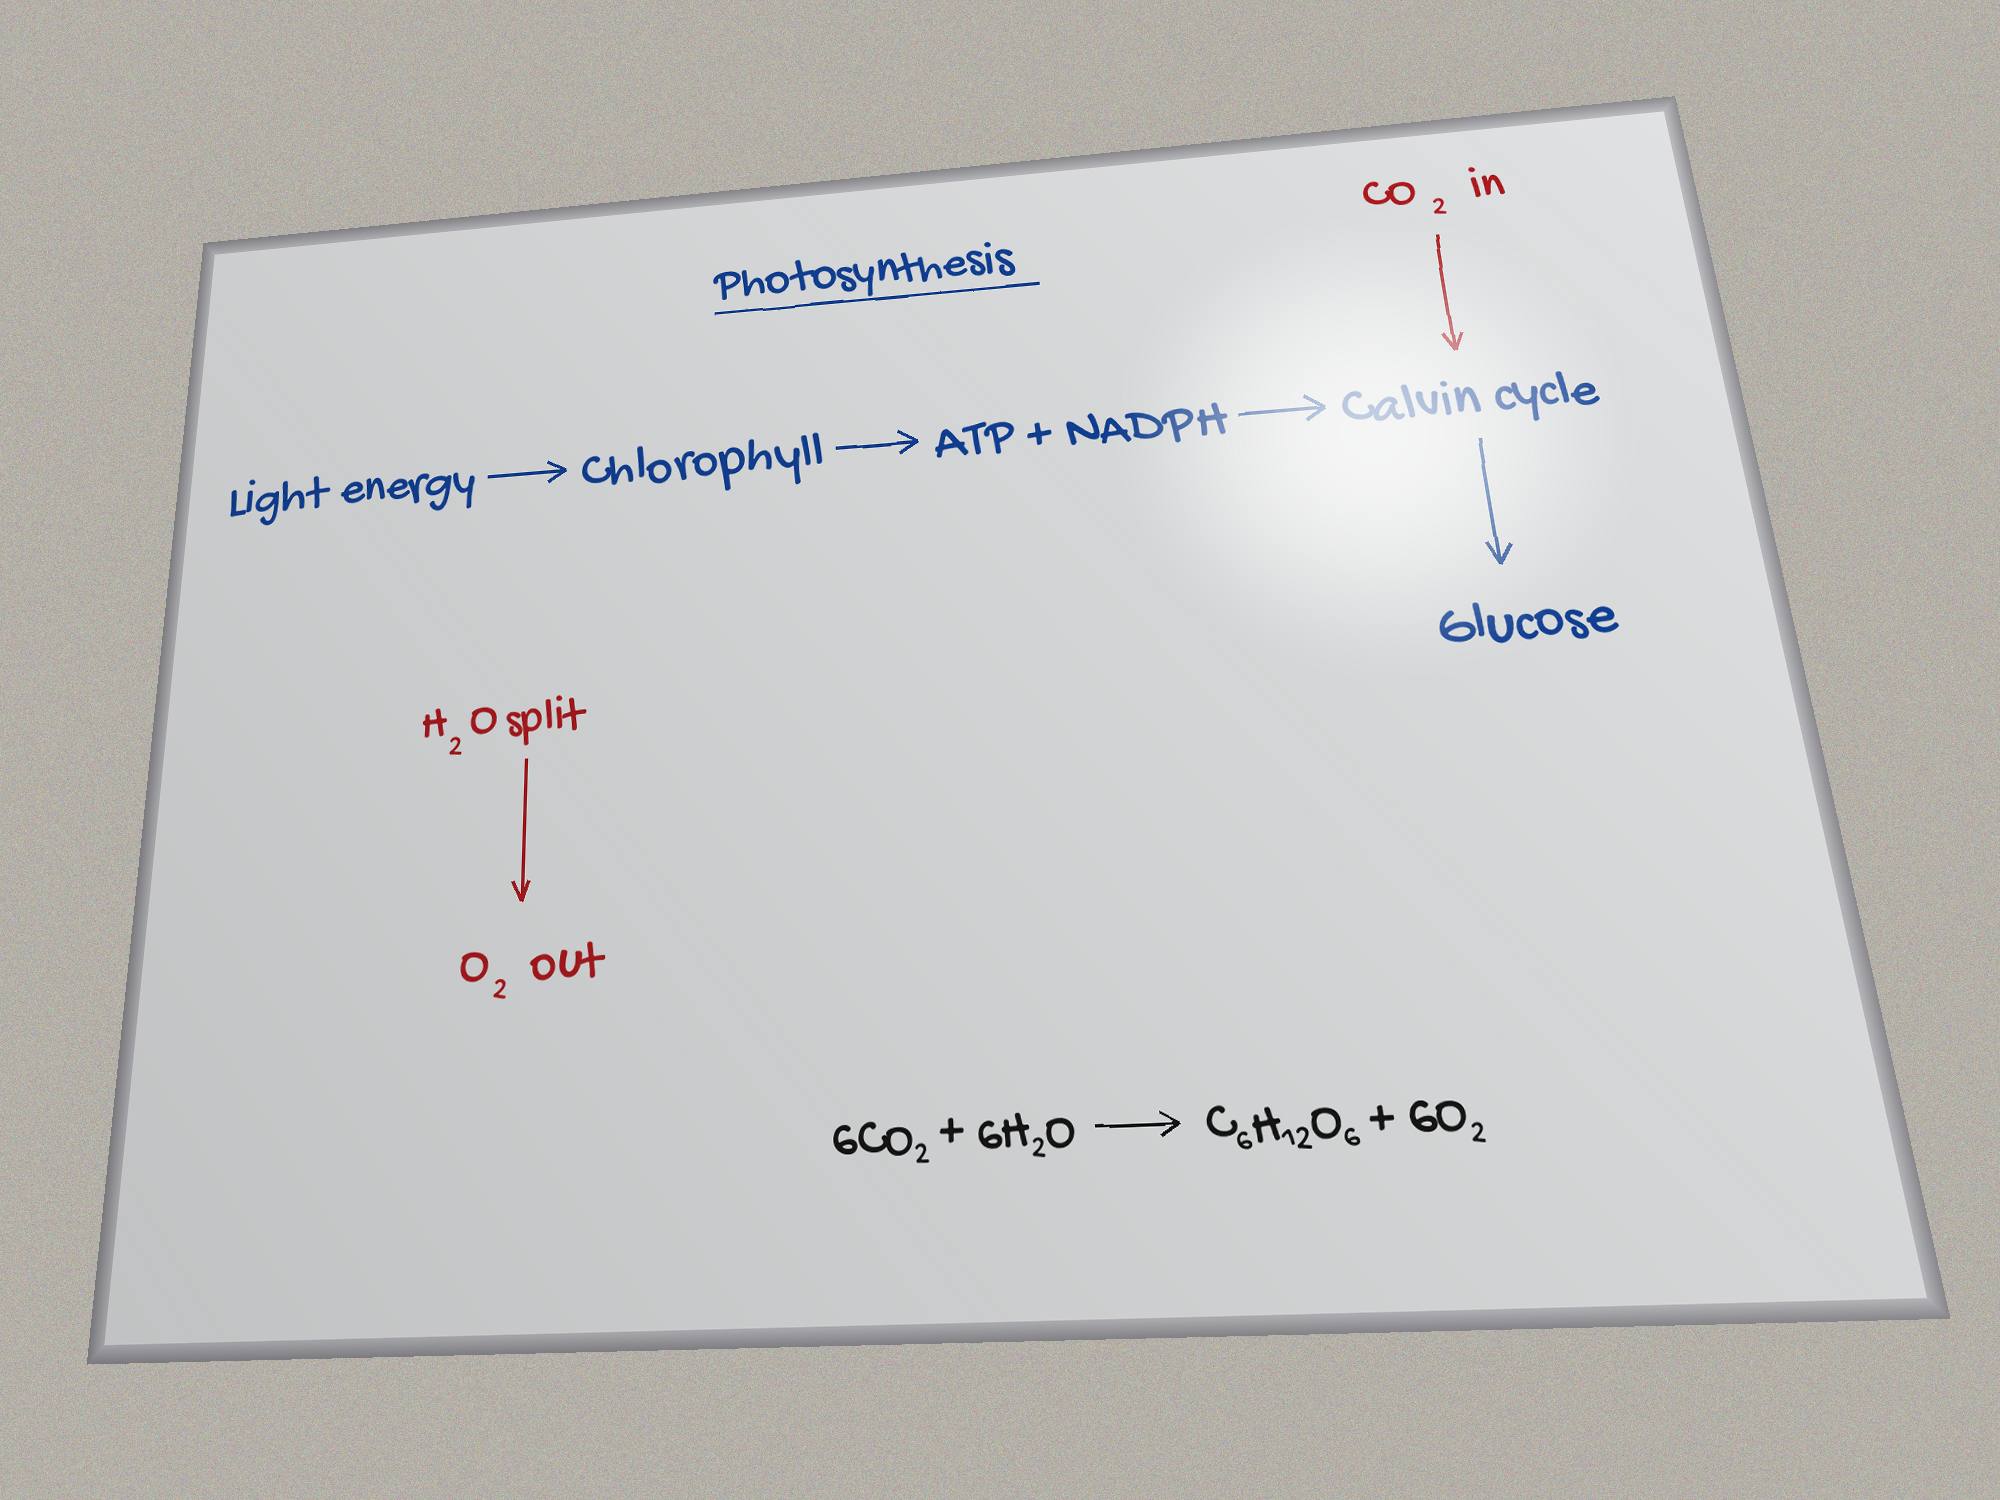 CO₂ in
Photosynthesis
Light energy → Chlorophyll → ATP + NADPH → Calvin cycle
Glucose
H₂O split
O₂ out
6CO₂ + 6H₂O → C₆H₁₂O₆ + 6O₂